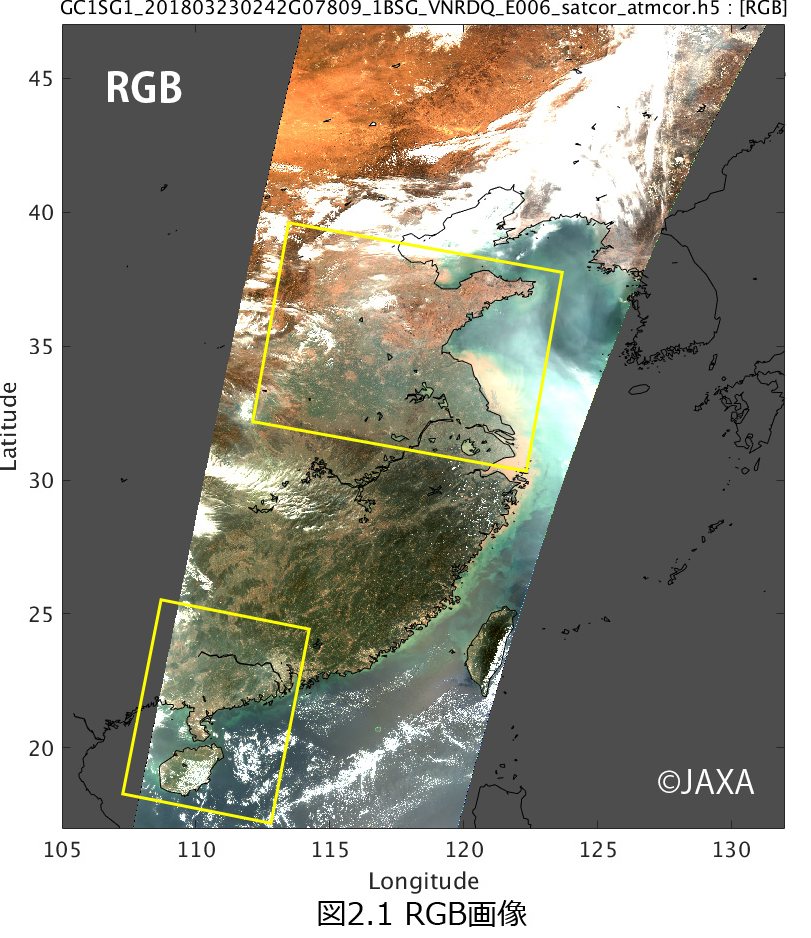 GC1SG1_201803230242G07809_1BSG_VNRDQ_E006_satcor_atmcor.h5 : [RGB]
RGB
45
40
35
30
25
20
Latitude
©JAXA
105 110 115 120 125 130
Longitude
図2.1 RGB画像